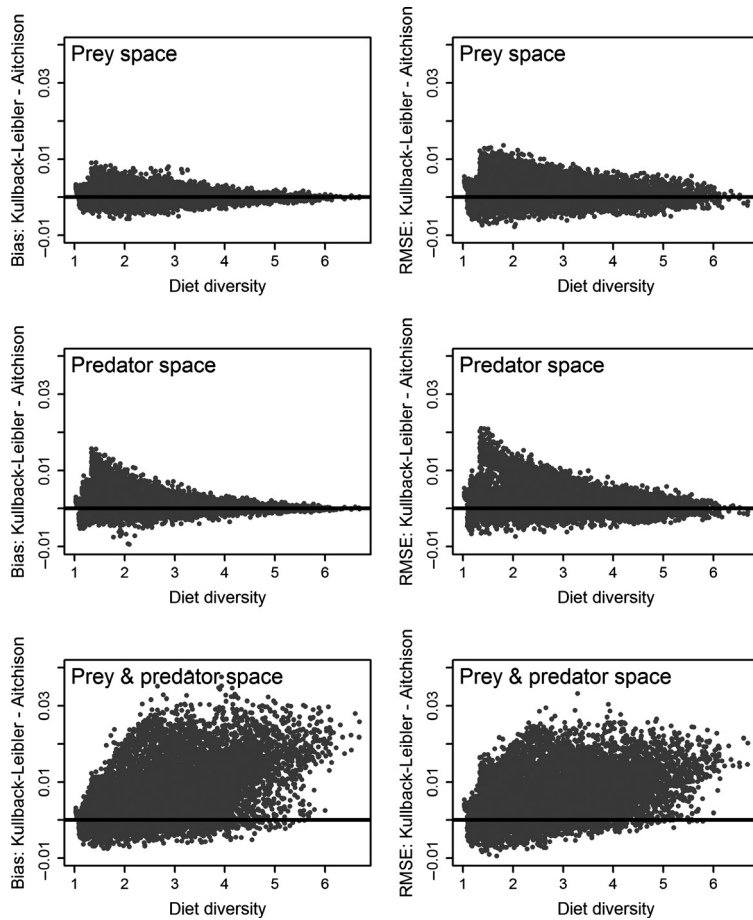 Prey space
Bias: Kullback-Leibler - Aitchison
0.03
0.01
−0.01
1 2 3 4 5 6
Diet diversity
Prey space
RMSE: Kullback-Leibler - Aitchison
0.03
0.01
−0.01
1 2 3 4 5 6
Diet diversity
Predator space
Bias: Kullback-Leibler - Aitchison
0.03
0.01
−0.01
1 2 3 4 5 6
Diet diversity
Predator space
RMSE: Kullback-Leibler - Aitchison
0.03
0.01
−0.01
1 2 3 4 5 6
Diet diversity
Prey & predator space
Bias: Kullback-Leibler - Aitchison
0.03
0.01
−0.01
1 2 3 4 5 6
Diet diversity
Prey & predator space
RMSE: Kullback-Leibler - Aitchison
0.03
0.01
−0.01
1 2 3 4 5 6
Diet diversity